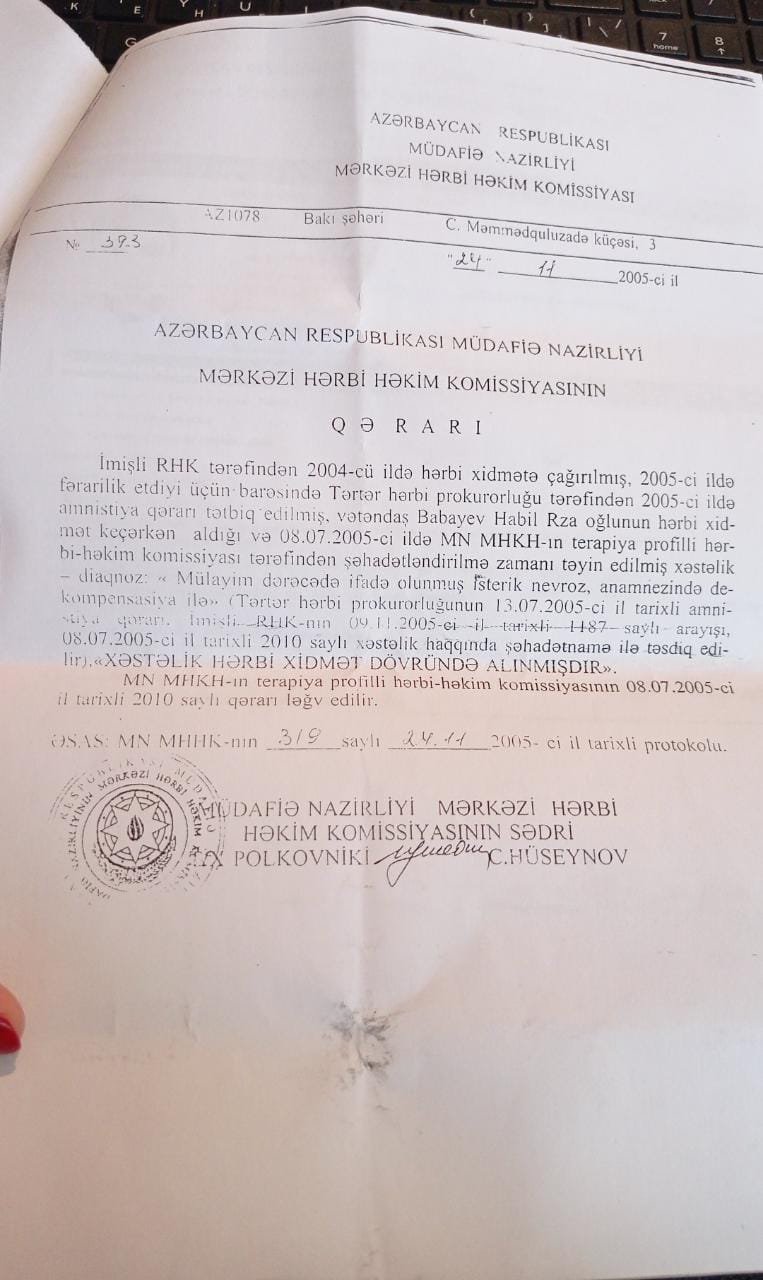 AZƏRBAYCAN RESPUBLİKASI
MÜDAFİƏ NAZİRLİYİ
MƏRKƏZİ HƏRBİ HƏKİM KOMİSSİYASI
AZ1078 Bakı şəhəri C. Məmmədquluzadə küçəsi, 3
№ 393
"24" 11 2005-ci il
AZƏRBAYCAN RESPUBLİKASI MÜDAFİƏ NAZİRLİYİ
MƏRKƏZİ HƏRBİ HƏKİM KOMİSSİYASININ
Q Ə R A R I
İmişli RHK tərəfindən 2004-cü ildə hərbi xidmətə çağırılmış, 2005-ci ildə
fərarilik etdiyi üçün barəsində Tərtər hərbi prokurorluğu tərəfindən 2005-ci ildə
amnistiya qərarı tətbiq edilmiş, vətəndaş Babayev Habil Rza oğlunun hərbi xid-
mət keçərkən aldığı və 08.07.2005-ci ildə MN MHKH-ın terapiya profilli hər-
bi-həkim komissiyası tərəfindən şəhadətləndirilmə zamanı təyin edilmiş xəstəlik
– diaqnoz: « Mülayim dərəcədə ifadə olunmuş İsterik nevroz, anamnezində de-
kompensasiya ilə» (Tərtər hərbi prokurorluğunun 13.07.2005-ci il tarixli amni-
stiya qərarı, İmişli RHK-nın 09.11.2005-ci il tarixli 1187 saylı arayışı,
08.07.2005-ci il tarixli 2010 saylı xəstəlik haqqında şəhadətnamə ilə təsdiq edi-
lir),«XƏSTƏLİK HƏRBİ XİDMƏT DÖVRÜNDƏ ALINMIŞDIR».
MN MHKH-ın terapiya profilli hərbi-həkim komissiyasının 08.07.2005-ci
il tarixli 2010 saylı qərarı ləğv edilir.
ƏSAS: MN MHHK-nin 319 saylı 24.11 2005- ci il tarixli protokolu.
MÜDAFİƏ NAZİRLİYİ MƏRKƏZİ HƏRBİ
HƏKİM KOMİSSİYASININ SƏDRİ
POLKOVNİKİ C.HÜSEYNOV